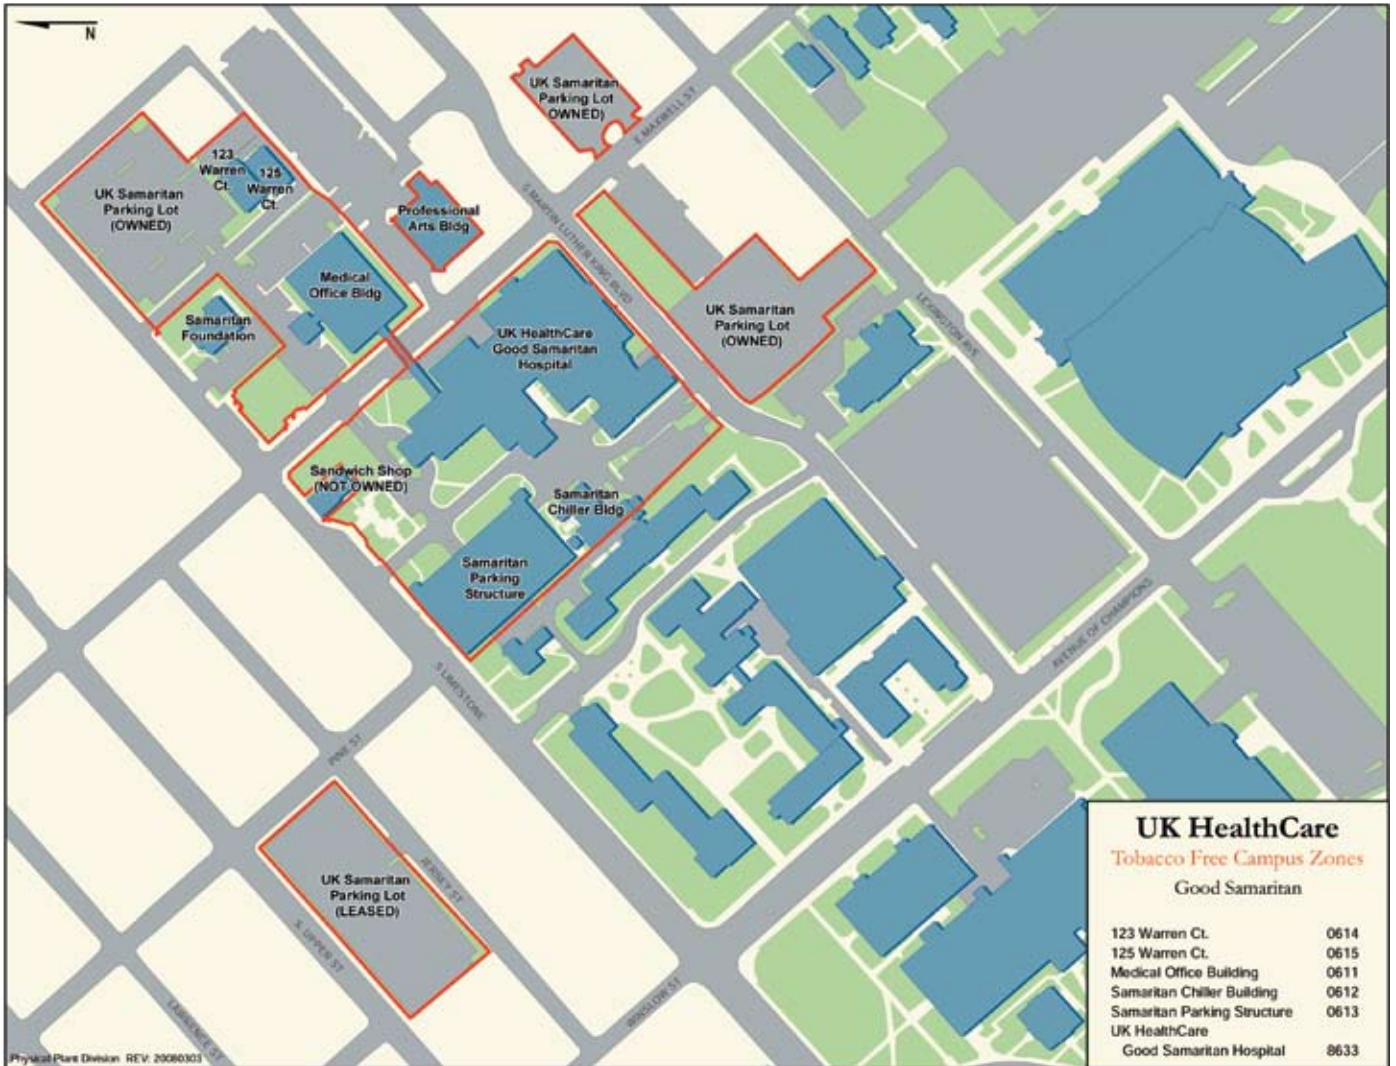 N
UK Samaritan
Parking Lot
OWNED)
E MAXWELL ST
123
Warren
Ct.
125
Warren
Ct.
UK Samaritan
Parking Lot
(OWNED)
Professional
Arts Bldg
S MARTIN LUTHER KING BLVD
Medical
Office Bldg
Samaritan
Foundation
UK HealthCare
Good Samaritan
Hospital
UK Samaritan
Parking Lot
(OWNED)
LEXINGTON AVE
Sandwich Shop
(NOT OWNED)
Samaritan
Chiller Bldg
Samaritan
Parking
Structure
AVENUE OF CHAMPIONS
S LIMESTONE
PINE ST
JERSEY ST
UK Samaritan
Parking Lot
(LEASED)
S UPPER ST
WINSLOW ST
LAWRENCE ST
Physical Plant Division REV: 20080303
UK HealthCare
Tobacco Free Campus Zones
Good Samaritan
123 Warren Ct. 0614
125 Warren Ct. 0615
Medical Office Building 0611
Samaritan Chiller Building 0612
Samaritan Parking Structure 0613
UK HealthCare
Good Samaritan Hospital 8633